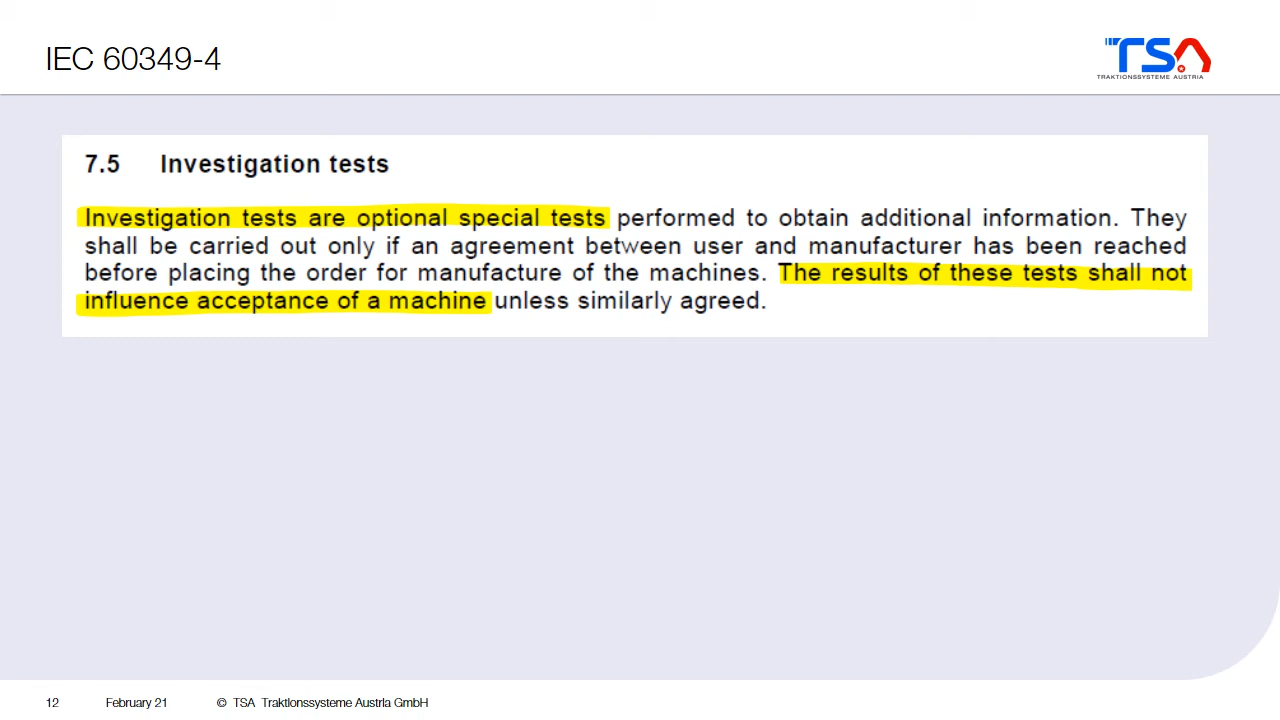 IEC 60349-4
TSA
TRAKTIONSSYSTEME AUSTRIA
7.5 Investigation tests
Investigation tests are optional special tests performed to obtain additional information. They
shall be carried out only if an agreement between user and manufacturer has been reached
before placing the order for manufacture of the machines. The results of these tests shall not
influence acceptance of a machine unless similarly agreed.
12 February 21 © TSA Traktionssysteme Austria GmbH